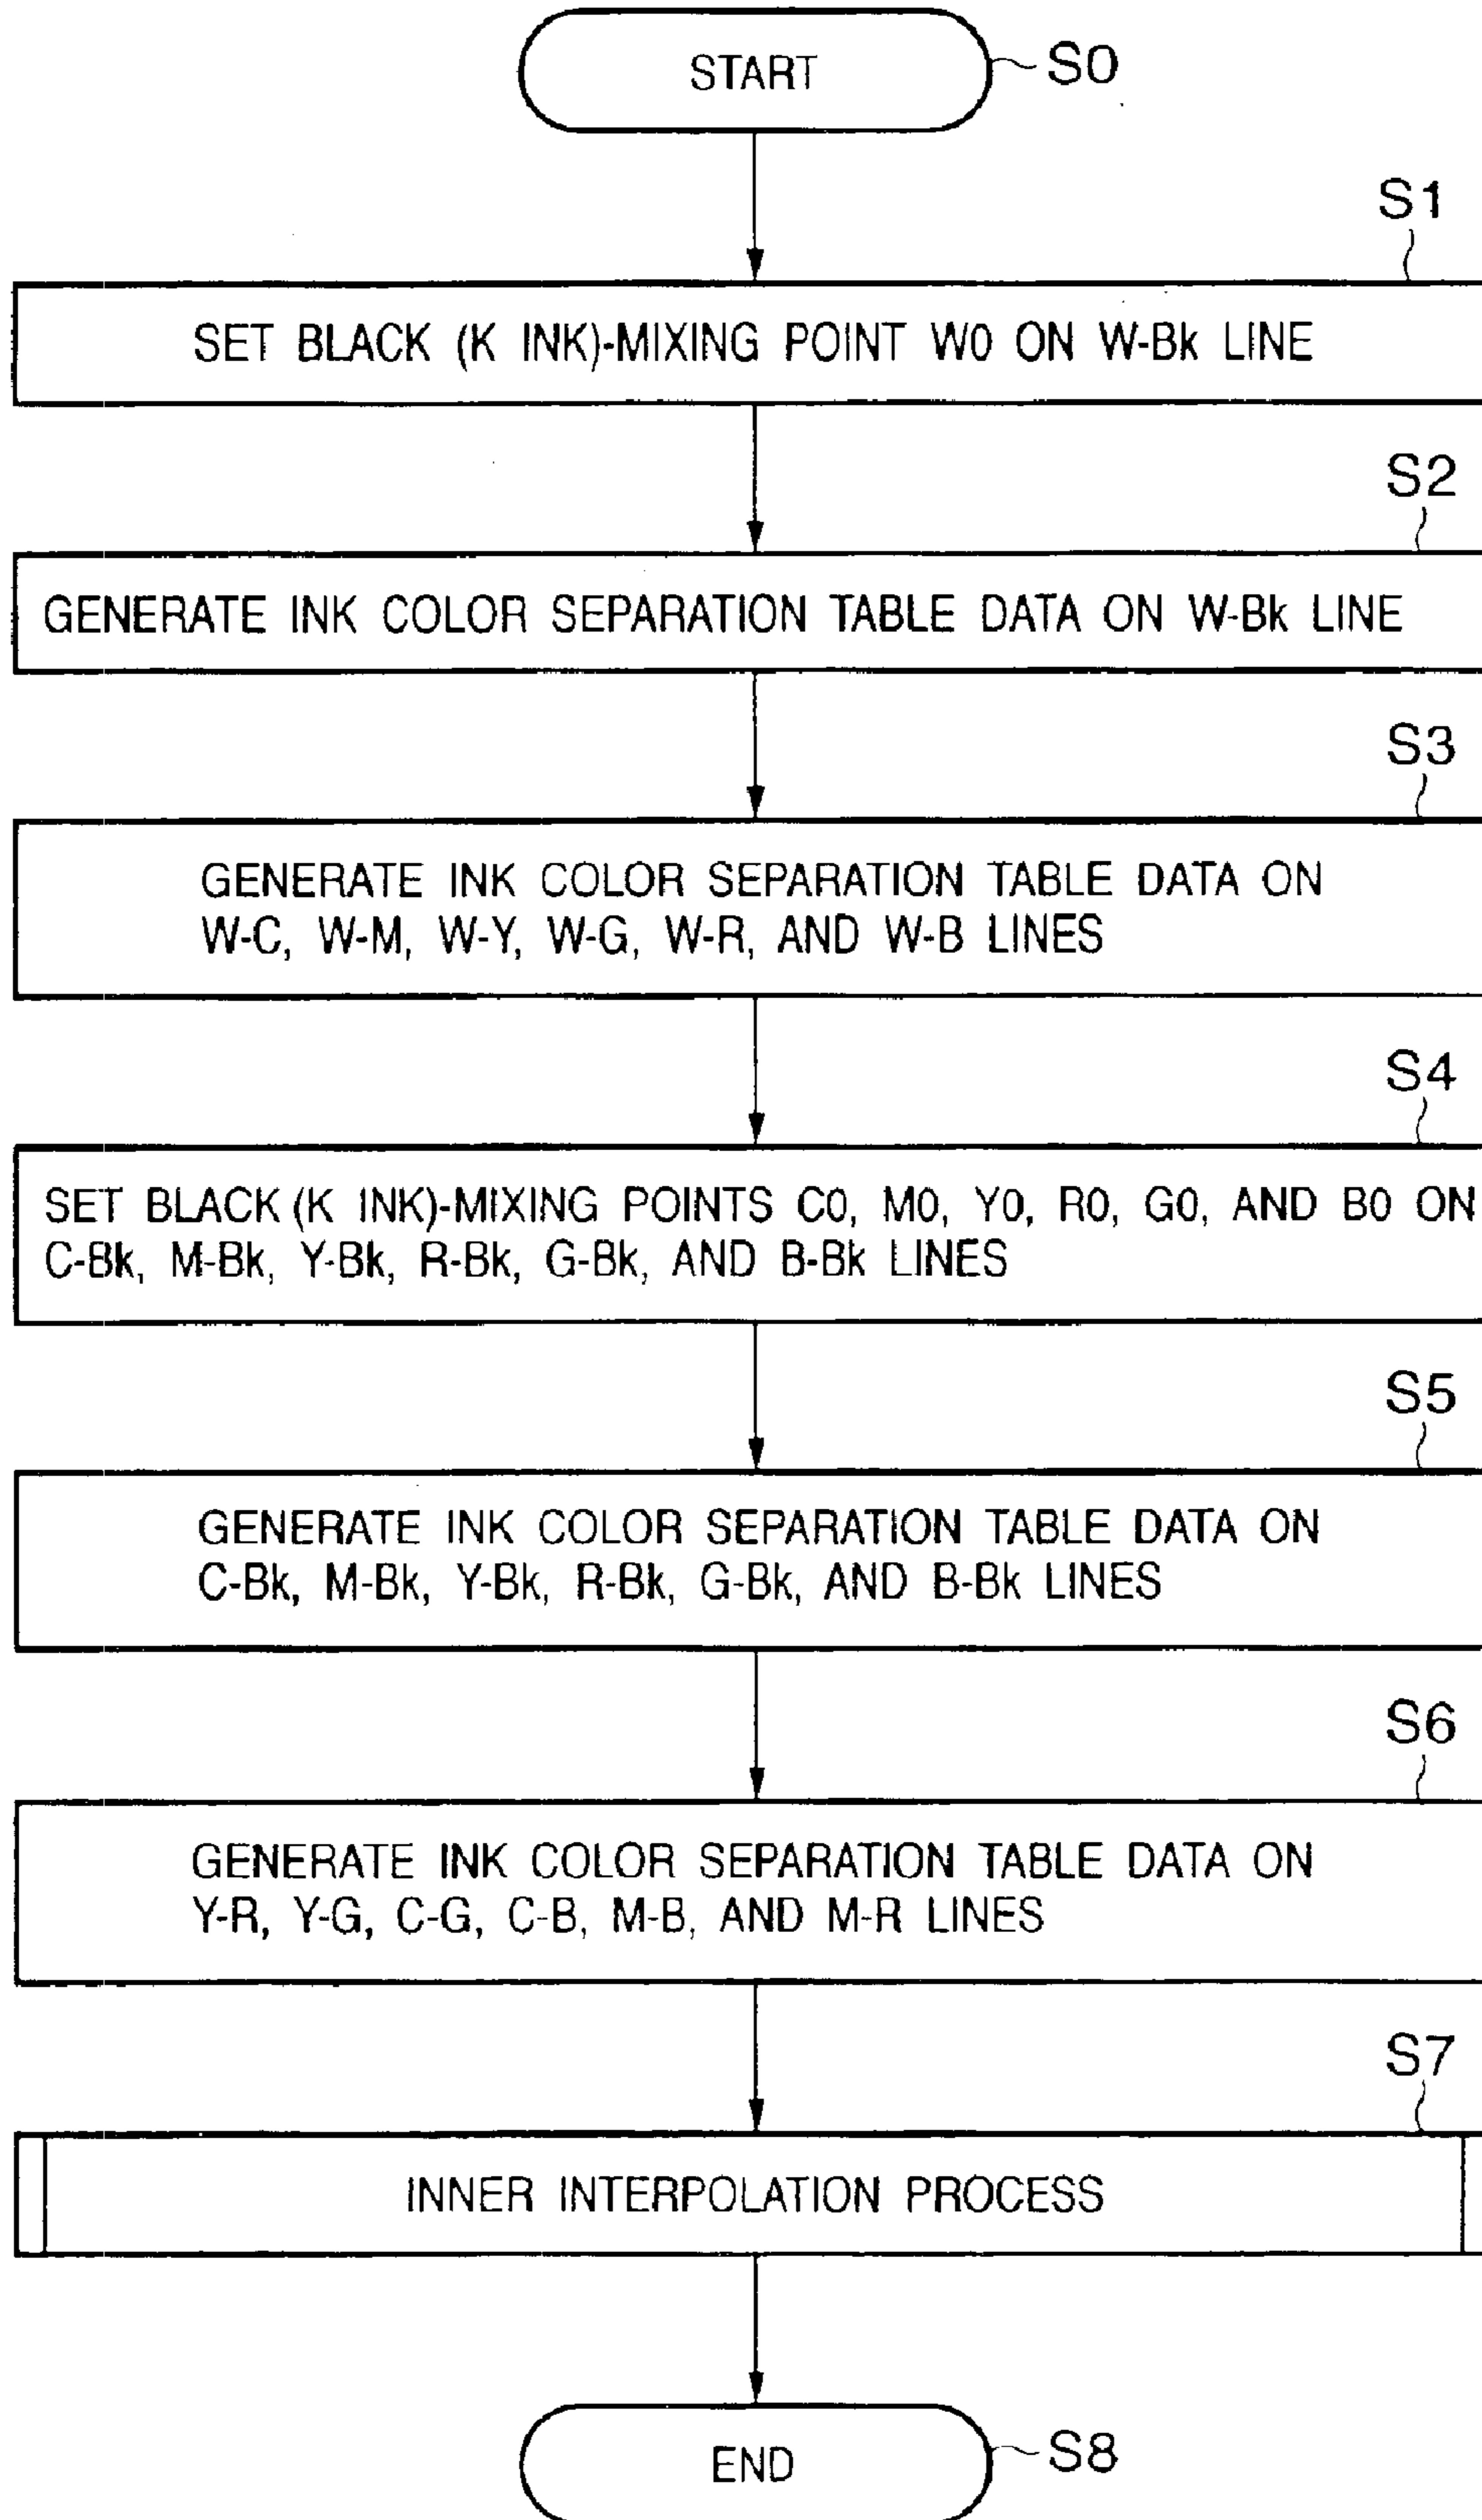 START
S0
S1
SET BLACK (K INK)-MIXING POINT W0 ON W-Bk LINE
S2
GENERATE INK COLOR SEPARATION TABLE DATA ON W-Bk LINE
S3
GENERATE INK COLOR SEPARATION TABLE DATA ON
W-C, W-M, W-Y, W-G, W-R, AND W-B LINES
S4
SET BLACK (K INK)-MIXING POINTS C0, M0, Y0, R0, G0, AND B0 ON
C-Bk, M-Bk, Y-Bk, R-Bk, G-Bk, AND B-Bk LINES
S5
GENERATE INK COLOR SEPARATION TABLE DATA ON
C-Bk, M-Bk, Y-Bk, R-Bk, G-Bk, AND B-Bk LINES
S6
GENERATE INK COLOR SEPARATION TABLE DATA ON
Y-R, Y-G, C-G, C-B, M-B, AND M-R LINES
S7
INNER INTERPOLATION PROCESS
END
S8